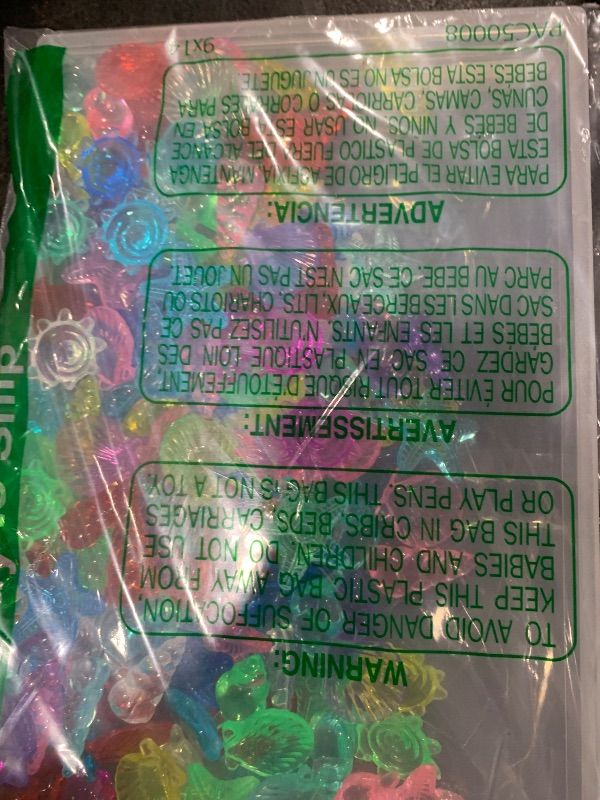 WARNING:
TO AVOID DANGER OF SUFFOCATION,
KEEP THIS PLASTIC BAG AWAY FROM
BABIES AND CHILDREN. DO NOT USE
THIS BAG IN CRIBS, BEDS, CARRIAGES
OR PLAY PENS. THIS BAG IS NOT A TOY.
AVERTISSEMENT:
POUR ÉVITER TOUT RISQUE D'ÉTOUFFEMENT,
GARDEZ CE SAC EN PLASTIQUE LOIN DES
BÉBÉS ET LES ENFANTS. N'UTILISEZ PAS CE
SAC DANS LES BERCEAUX, LITS, CHARIOTS OU
PARC AU BEBE. CE SAC N'EST PAS UN JOUET.
ADVERTENCIA:
PARA EVITAR EL PELIGRO DE ASFIXIA, MANTENGA
ESTA BOLSA DE PLASTICO FUERA DEL ALCANCE
DE BEBES Y NINOS. NO USAR ESTA BOLSA EN
CUNAS, CAMAS, CARRIOLAS O CORRALES PARA
BEBES. ESTA BOLSA NO ES UN JUGUETE.
PAC50008 9x14
Ship